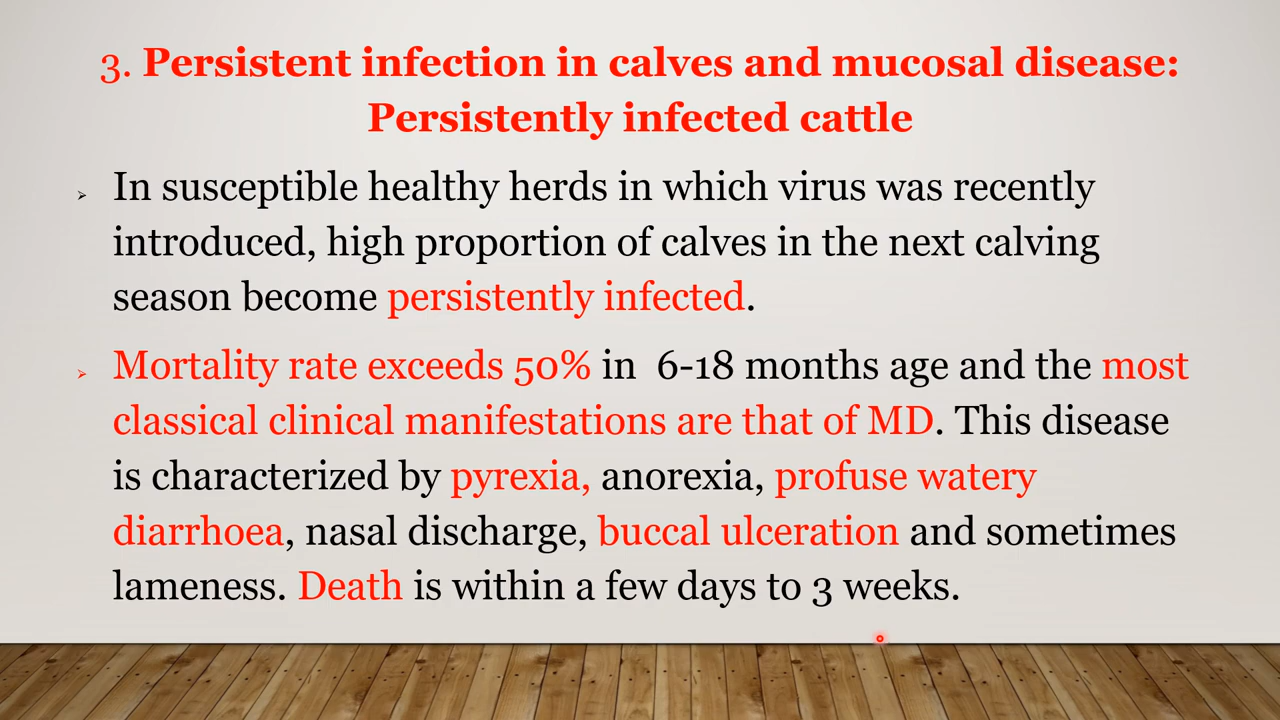 3. Persistent infection in calves and mucosal disease:
Persistently infected cattle
In susceptible healthy herds in which virus was recently
introduced, high proportion of calves in the next calving
season become persistently infected.
Mortality rate exceeds 50% in 6-18 months age and the most
classical clinical manifestations are that of MD. This disease
is characterized by pyrexia, anorexia, profuse watery
diarrhoea, nasal discharge, buccal ulceration and sometimes
lameness. Death is within a few days to 3 weeks.